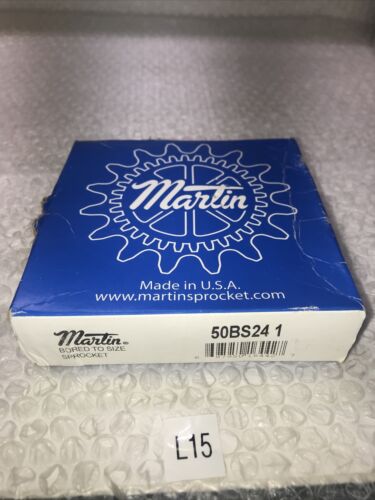 Martin
Made in U.S.A.
www.martinsprocket.com
Martin ®
BORED TO SIZE
SPROCKET
50BS24 1
L15